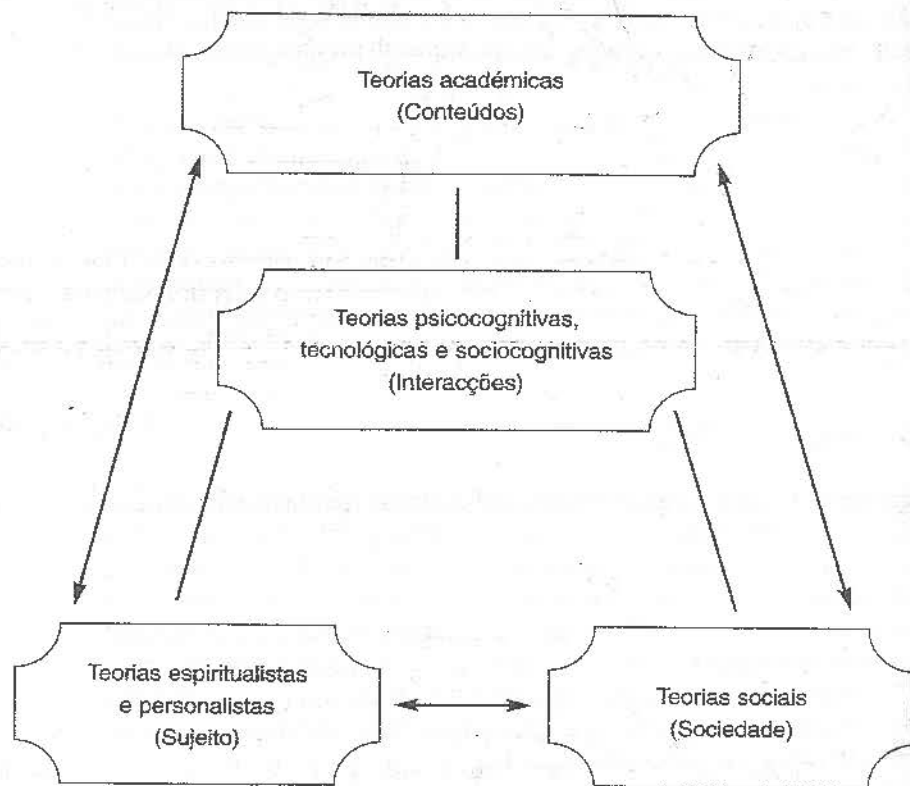 Teorias académicas
(Conteúdos)
Teorias psicocognitivas,
tecnológicas e sociocognitivas
(Interacções)
Teorias espiritualistas
e personalistas
(Sujeito)
Teorias sociais
(Sociedade)